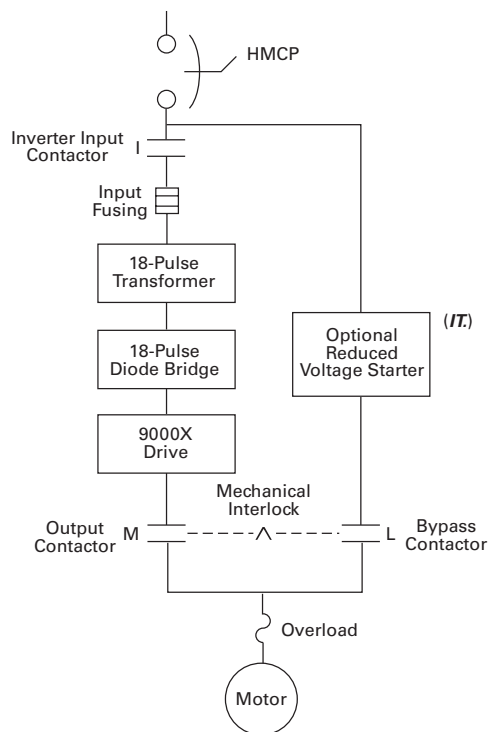 HMCP
Inverter Input
Contactor
I
Input
Fusing
18-Pulse
Transformer
18-Pulse
Diode Bridge
9000X
Drive
Optional
Reduced
Voltage Starter
(IT.)
Mechanical
Interlock
Output
Contactor
M
L
Bypass
Contactor
Overload
Motor